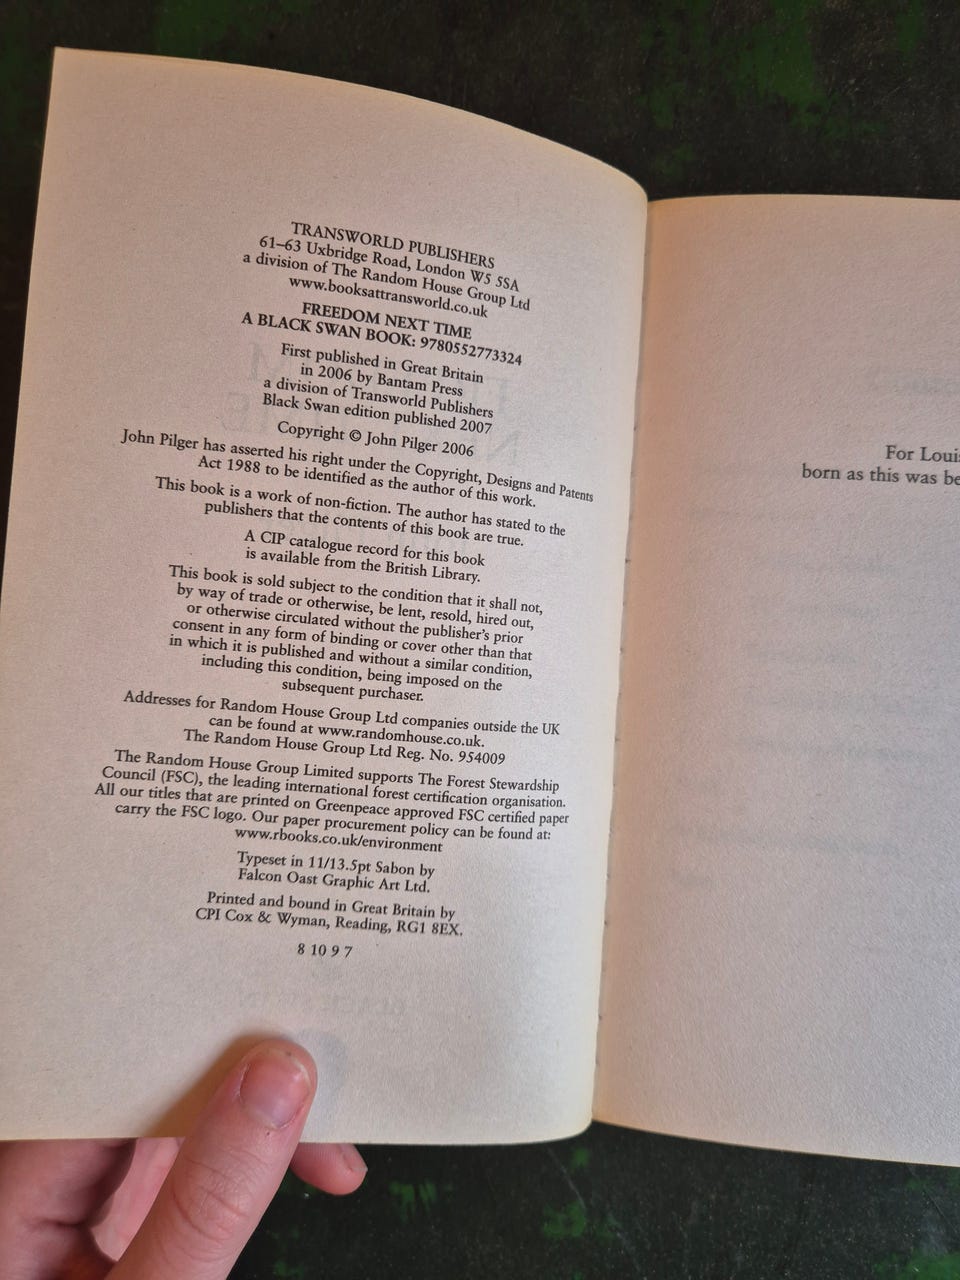 TRANSWORLD PUBLISHERS
61–63 Uxbridge Road, London W5 5SA
a division of The Random House Group Ltd
www.booksattransworld.co.uk
FREEDOM NEXT TIME
A BLACK SWAN BOOK: 9780552773324
First published in Great Britain
in 2006 by Bantam Press
a division of Transworld Publishers
Black Swan edition published 2007
Copyright © John Pilger 2006
John Pilger has asserted his right under the Copyright, Designs and Patents
Act 1988 to be identified as the author of this work.
This book is a work of non-fiction. The author has stated to the
publishers that the contents of this book are true.
A CIP catalogue record for this book
is available from the British Library.
This book is sold subject to the condition that it shall not,
by way of trade or otherwise, be lent, resold, hired out,
or otherwise circulated without the publisher's prior
consent in any form of binding or cover other than that
in which it is published and without a similar condition,
including this condition, being imposed on the
subsequent purchaser.
Addresses for Random House Group Ltd companies outside the UK
can be found at www.randomhouse.co.uk.
The Random House Group Ltd Reg. No. 954009
The Random House Group Limited supports The Forest Stewardship
Council (FSC), the leading international forest certification organisation.
All our titles that are printed on Greenpeace approved FSC certified paper
carry the FSC logo. Our paper procurement policy can be found at:
www.rbooks.co.uk/environment
Typeset in 11/13.5pt Sabon by
Falcon Oast Graphic Art Ltd.
Printed and bound in Great Britain by
CPI Cox & Wyman, Reading, RG1 8EX.
8 10 9 7
For Louis
born as this was be